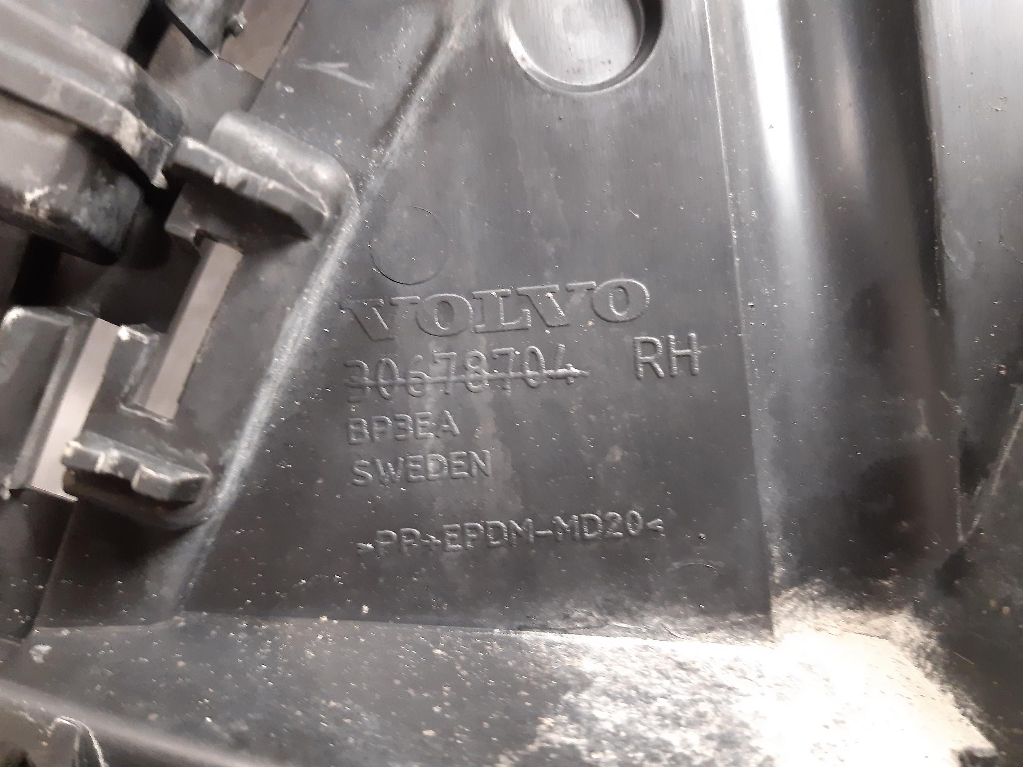 VOLVO
30678704 RH
BP3EA
SWEDEN
>PP+EPDM-MD20<